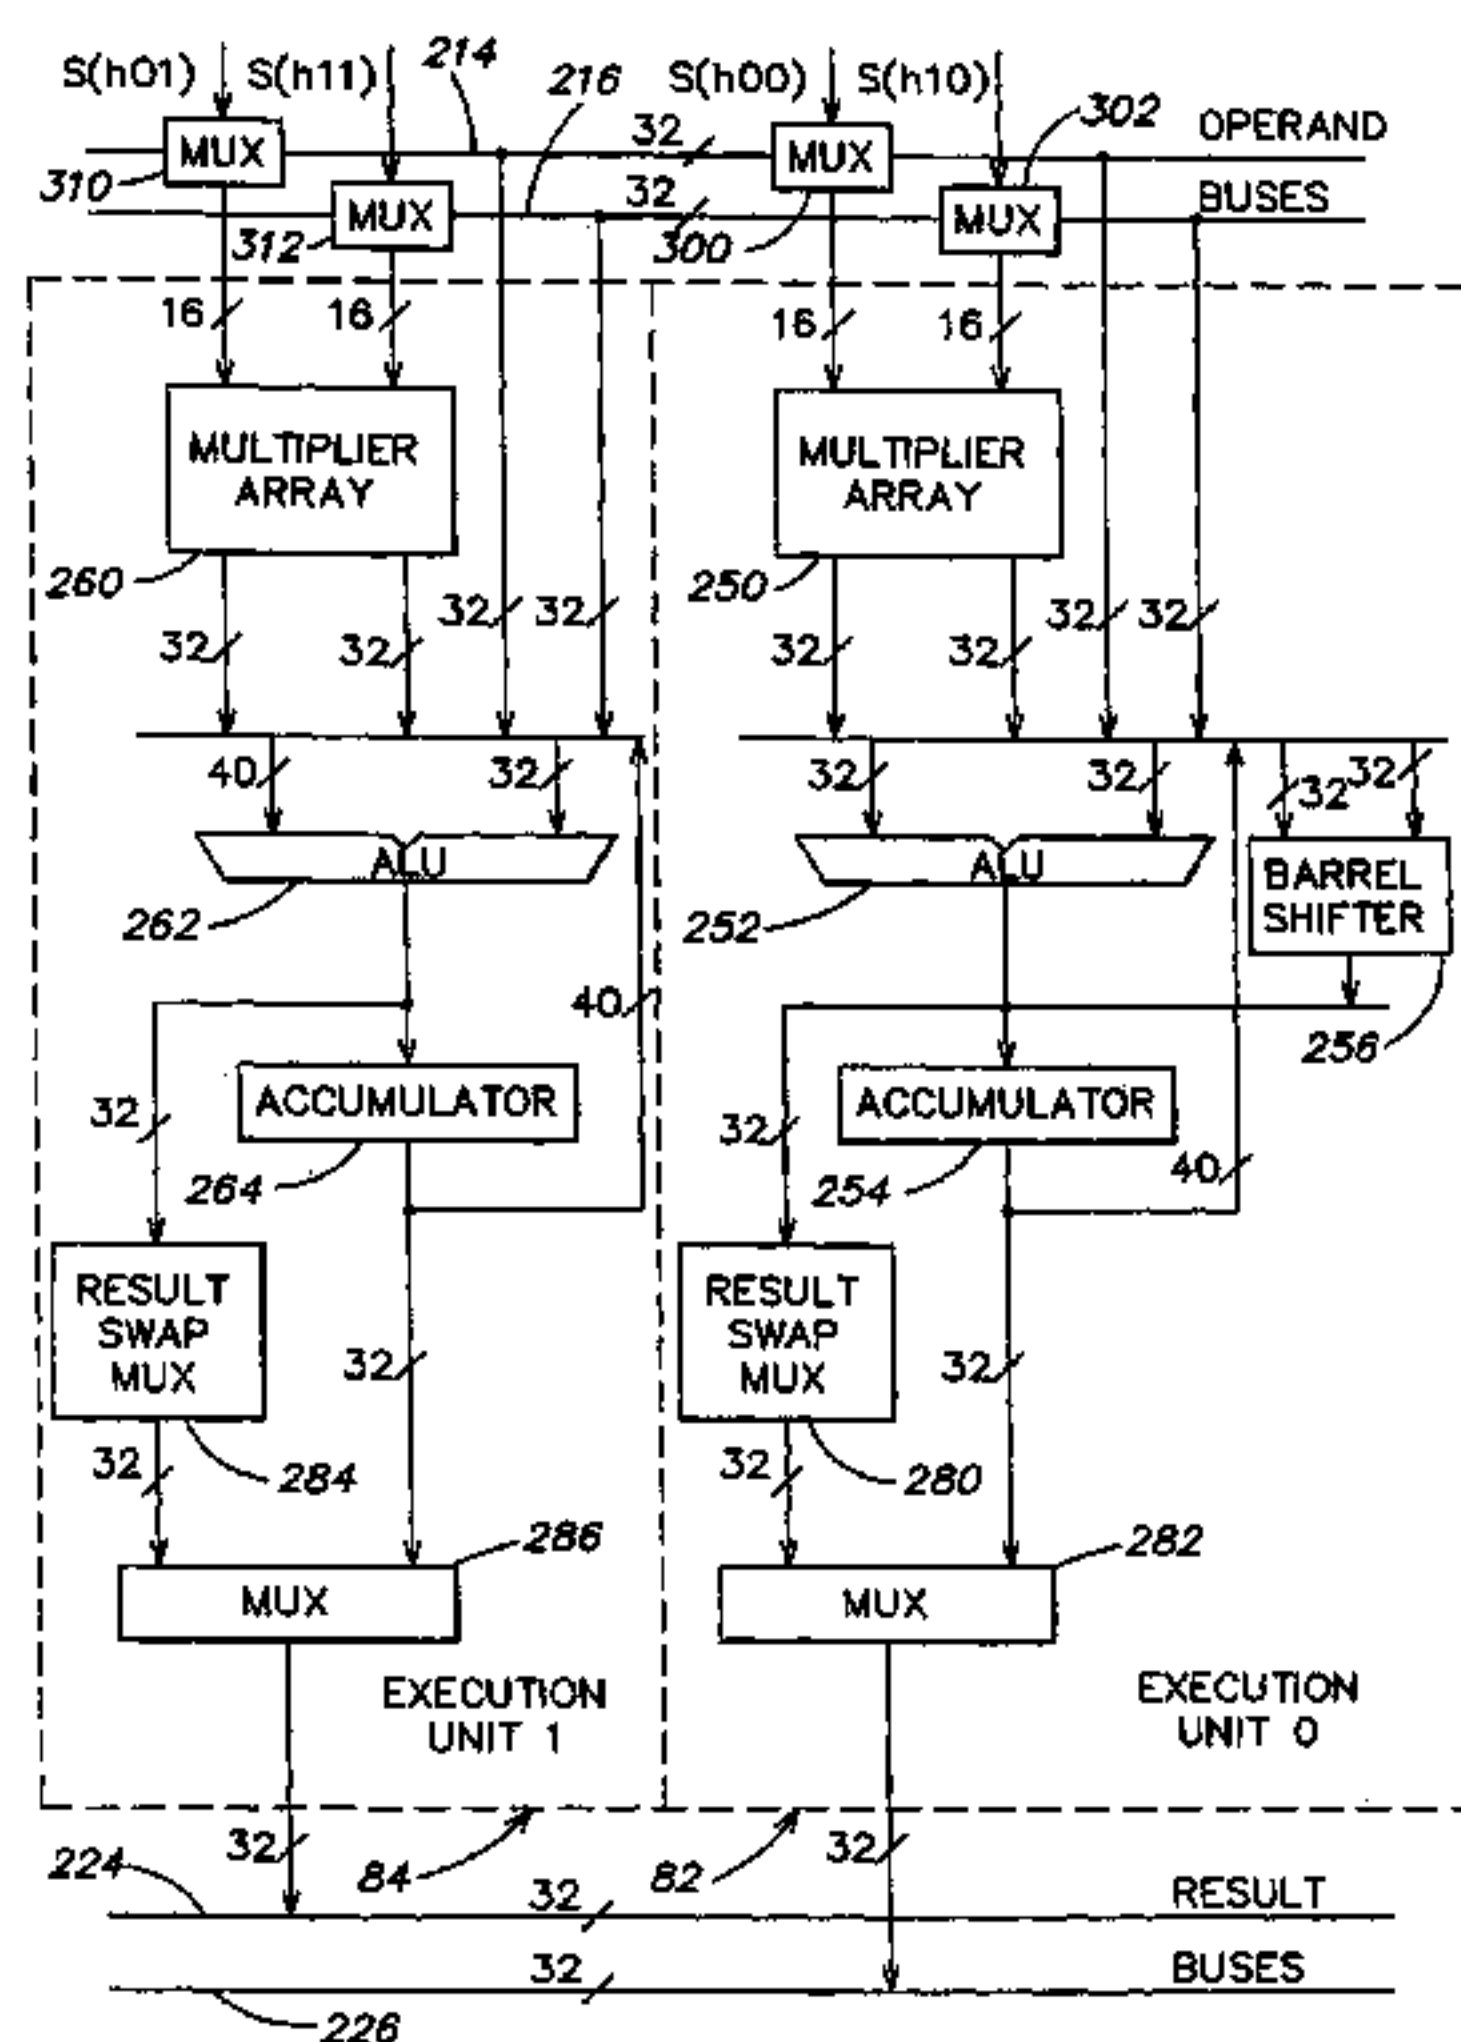 S(h01) S(h11) 214 216 S(h00) S(h10) 302
OPERAND
MUX 32 MUX
310
MUX 32 MUX BUSES
312 300
16 16 16 16
MULTIPLIER
ARRAY
MULTIPLIER
ARRAY
260 32 32 250 32 32
32 32 32 32
40 32 32 32 32 32
ALU ALU
BARREL
SHIFTER
262 252
40 256
32 ACCUMULATOR 32 ACCUMULATOR
264 254 40
RESULT
SWAP
MUX
32
RESULT
SWAP
MUX
32
32 284 32 280
286 282
MUX MUX
EXECUTION
UNIT 1
EXECUTION
UNIT 0
32 84 82 32
224 32 RESULT
32 BUSES
226